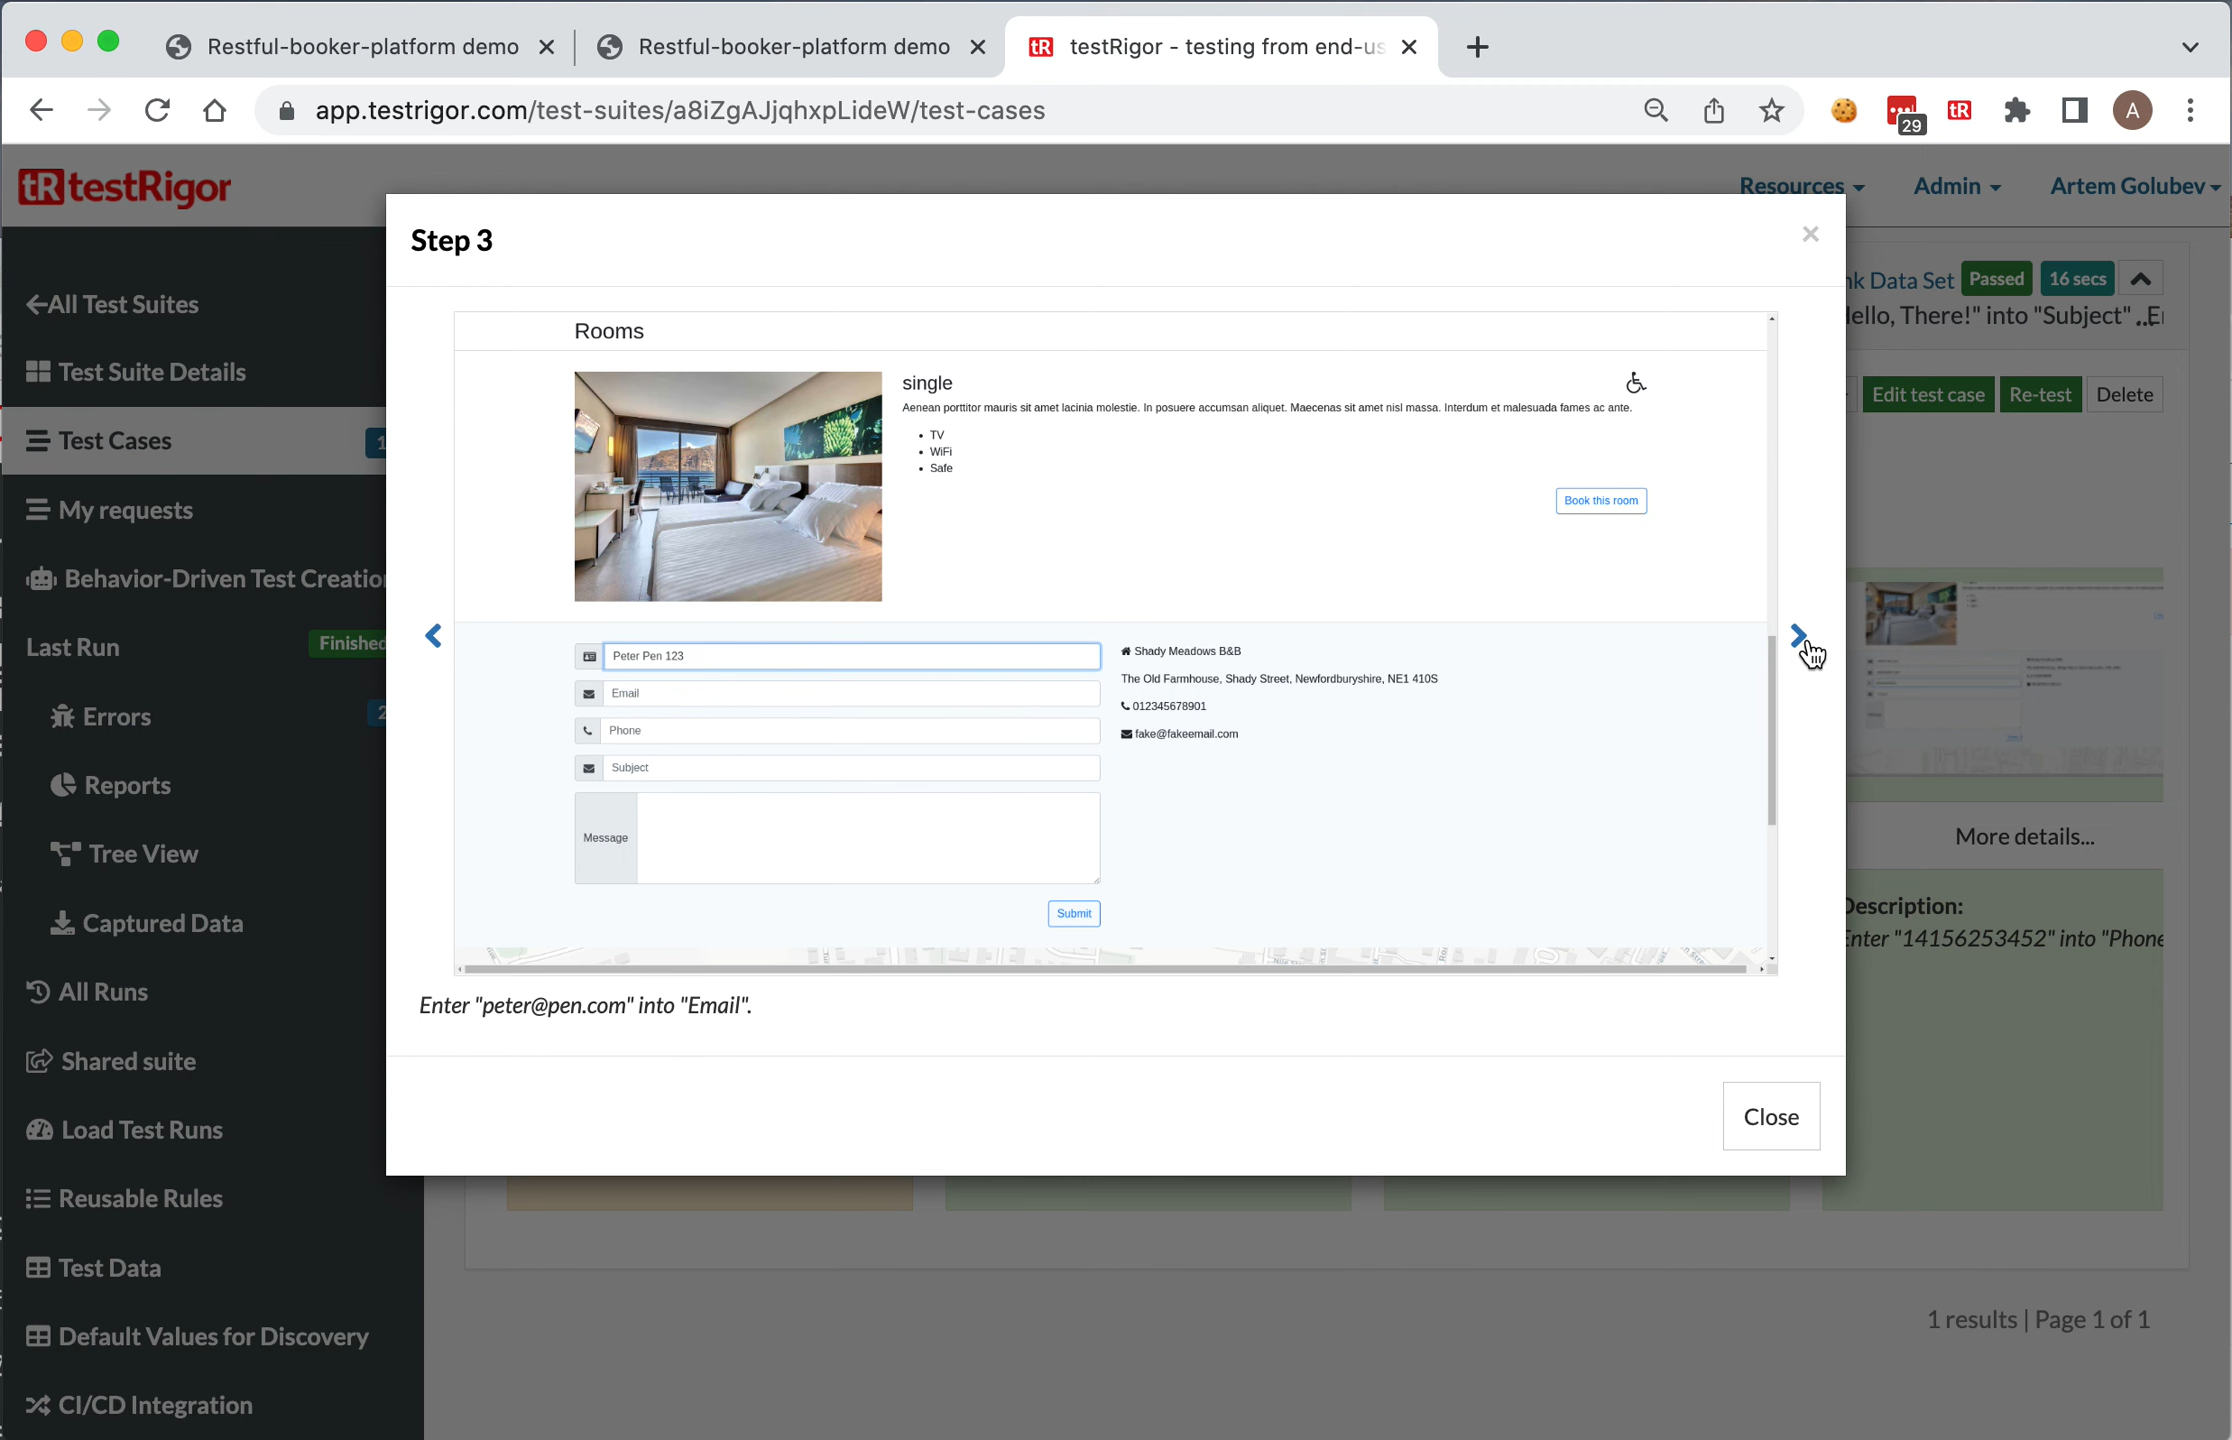 Restful-booker-platform demo
Restful-booker-platform demo
tR testRigor - testing from end-us
app.testrigor.com/test-suites/a8iZgAJjqhxpLideW/test-cases
29
tR
A
tR testRigor
Resources
Admin
Artem Golubev
All Test Suites
Test Suite Details
Test Cases
1
My requests
Behavior-Driven Test Creation
Last Run
Finished
Errors
2
Reports
Tree View
Captured Data
All Runs
Shared suite
Load Test Runs
Reusable Rules
Test Data
Default Values for Discovery
CI/CD Integration
Step 3
×
Rooms
single
Aenean porttitor mauris sit amet lacinia molestie. In posuere accumsan aliquet. Maecenas sit amet nisl massa. Interdum et malesuada fames ac ante.
TV
WiFi
Safe
Book this room
Peter Pen 123
Email
Phone
Subject
Message
Submit
Shady Meadows B&B
The Old Farmhouse, Shady Street, Newfordburyshire, NE1 410S
012345678901
fake@fakeemail.com
Enter "peter@pen.com" into "Email".
Close
nk Data Set
Passed
16 secs
Hello, There!" into "Subject"
Edit test case
Re-test
Delete
More details...
Description:
Enter "14156253452" into "Phone
1 results | Page 1 of 1